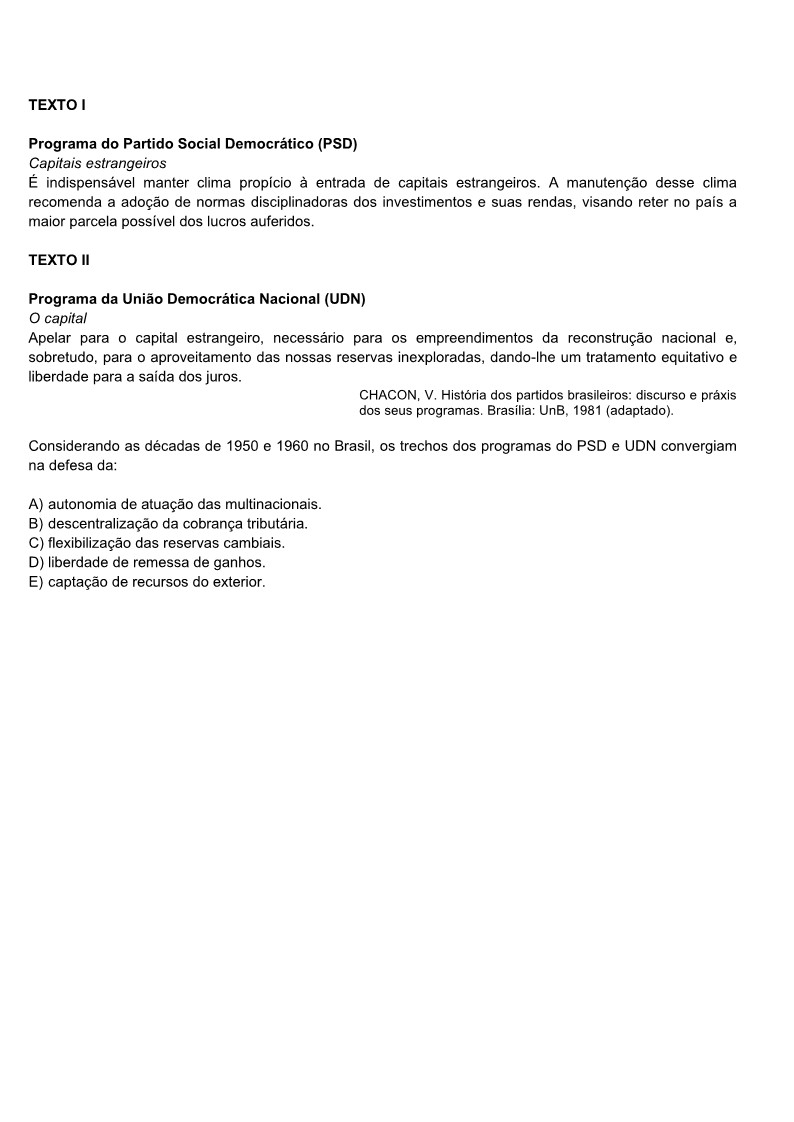 TEXTO I
Programa do Partido Social Democrático (PSD)
Capitais estrangeiros
É indispensável manter clima propício à entrada de capitais estrangeiros. A manutenção desse clima
recomenda a adoção de normas disciplinadoras dos investimentos e suas rendas, visando reter no país a
maior parcela possível dos lucros auferidos.
TEXTO II
Programa da União Democrática Nacional (UDN)
O capital
Apelar para o capital estrangeiro, necessário para os empreendimentos da reconstrução nacional e,
sobretudo, para o aproveitamento das nossas reservas inexploradas, dando-lhe um tratamento equitativo e
liberdade para a saída dos juros.
CHACON, V. História dos partidos brasileiros: discurso e práxis
dos seus programas. Brasília: UnB, 1981 (adaptado).
Considerando as décadas de 1950 e 1960 no Brasil, os trechos dos programas do PSD e UDN convergiam
na defesa da:
A) autonomia de atuação das multinacionais.
B) descentralização da cobrança tributária.
C) flexibilização das reservas cambiais.
D) liberdade de remessa de ganhos.
E) captação de recursos do exterior.